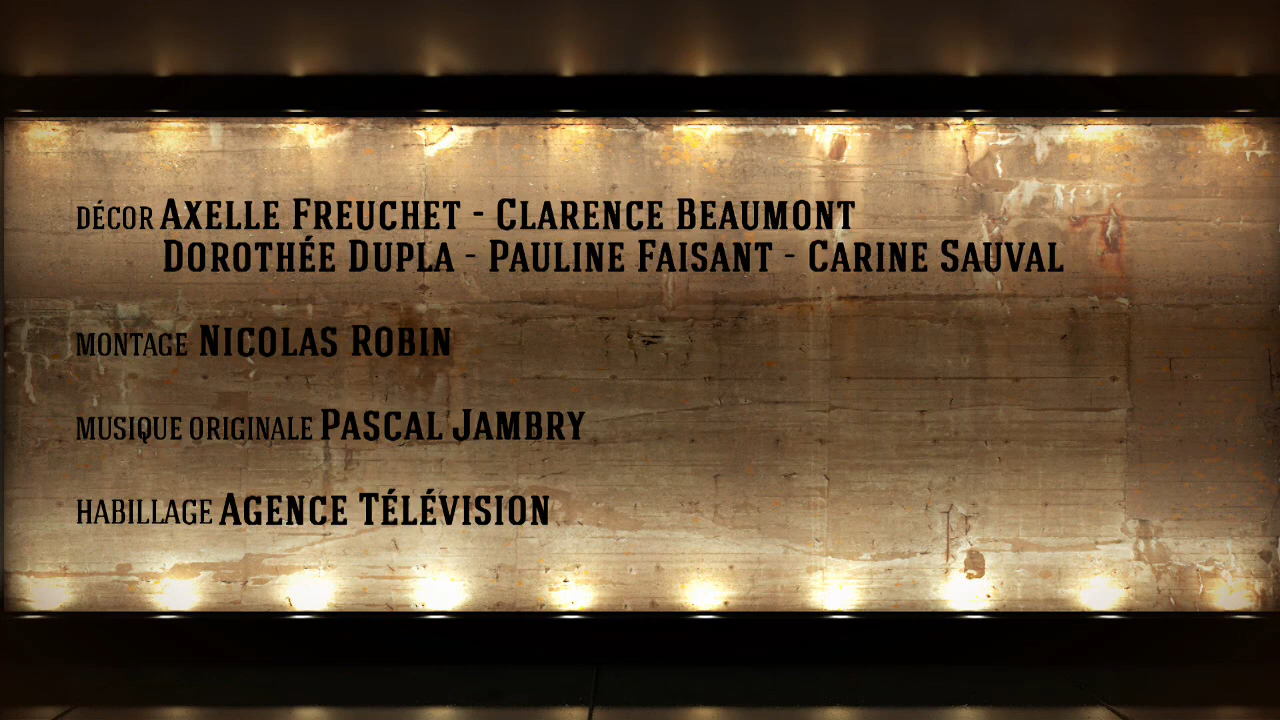 DÉCOR AXELLE FREUCHET - CLARENCE BEAUMONT
DOROTHÉE DUPLA - PAULINE FAISANT - CARINE SAUVAL
MONTAGE NICOLAS ROBIN
MUSIQUE ORIGINALE PASCAL JAMBRY
HABILLAGE AGENCE TÉLÉVISION